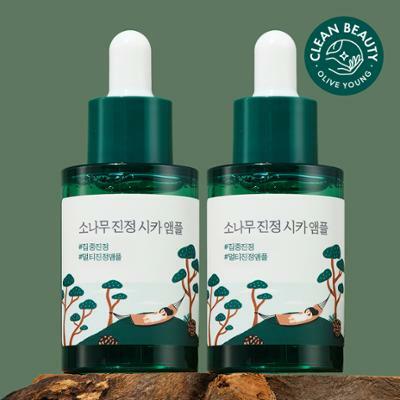 CLEAN BEAUTY
OLIVE YOUNG
소나무 진정 시카 앰플
#집중진정
#멀티진정앰플
소나무 진정 시카 앰플
#집중진정
#멀티진정앰플